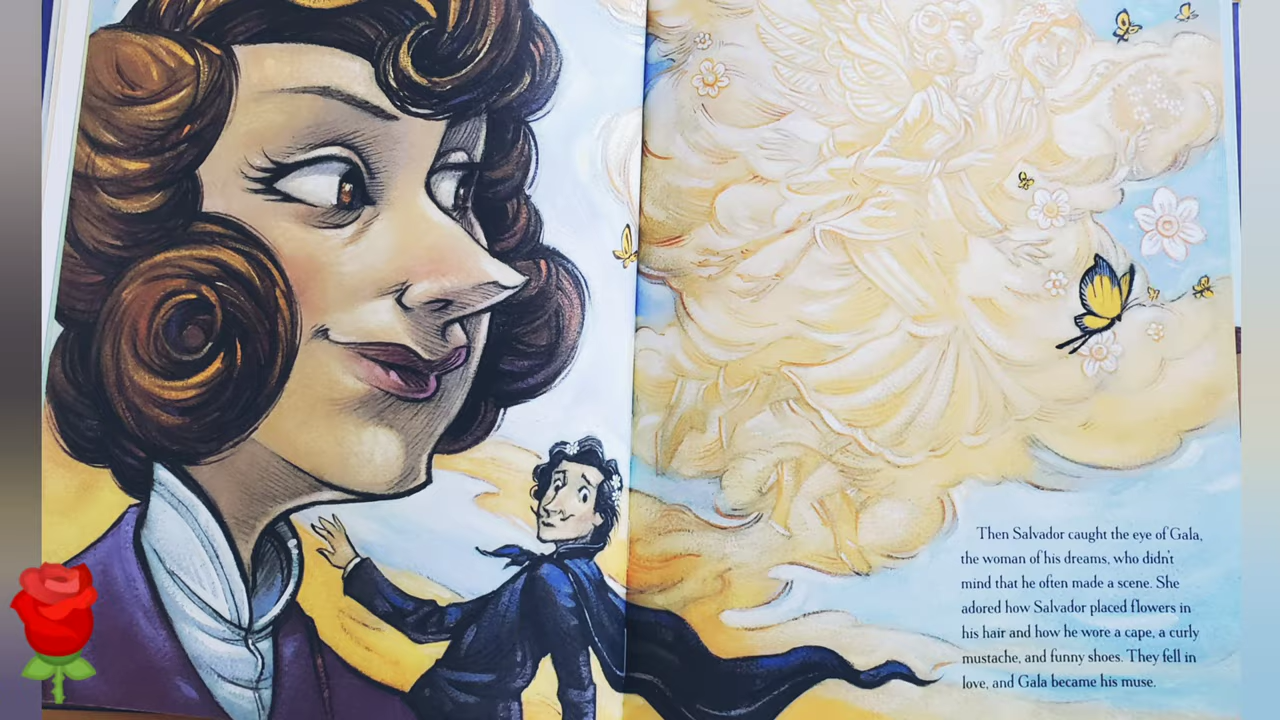 Then Salvador caught the eye of Gala,
the woman of his dreams, who didn't
mind that he often made a scene. She
adored how Salvador placed flowers in
his hair and how he wore a cape, a curly
mustache, and funny shoes. They fell in
love, and Gala became his muse.